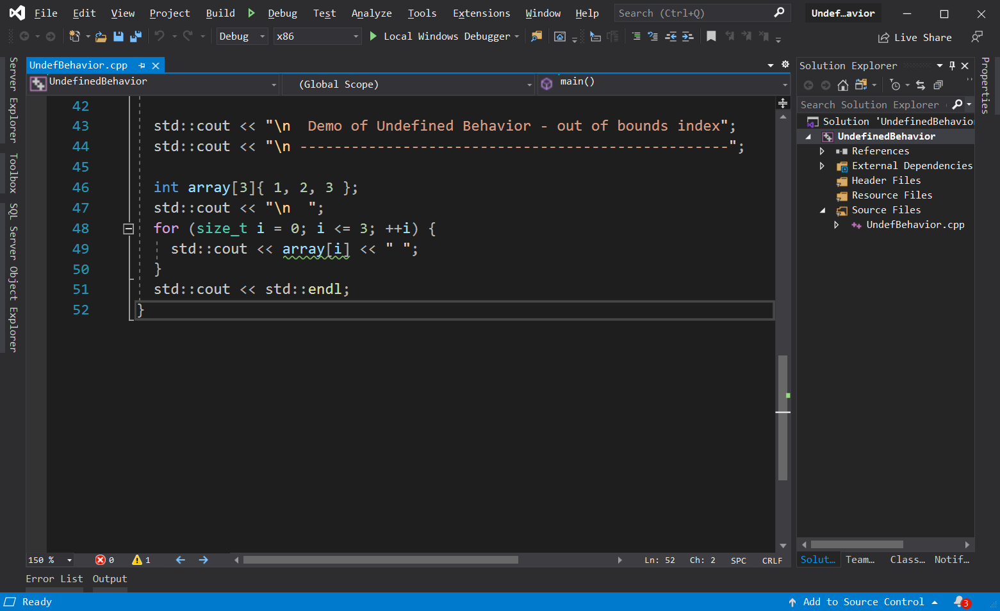 File Edit View Project Build Debug Test Analyze Tools Extensions Window Help Search (Ctrl+Q) Undef...avior
Debug x86 Local Windows Debugger Live Share
Server Explorer
Toolbox
SQL Server Object Explorer
UndefBehavior.cpp
UndefinedBehavior (Global Scope) main()
42
43 std::cout << "\n  Demo of Undefined Behavior - out of bounds index";
44 std::cout << "\n --------------------------------------------------";
45
46 int array[3]{ 1, 2, 3 };
47 std::cout << "\n  ";
48 for (size_t i = 0; i <= 3; ++i) {
49   std::cout << array[i] << " ";
50 }
51 std::cout << std::endl;
52 }
150 % 0 1 Ln: 52 Ch: 2 SPC CRLF
Solution Explorer
Search Solution Explorer
Solution 'UndefinedBehavior
UndefinedBehavior
References
External Dependencies
Header Files
Resource Files
Source Files
UndefBehavior.cpp
Solut... Team... Class... Notif...
Properties
Error List Output
Ready Add to Source Control 3